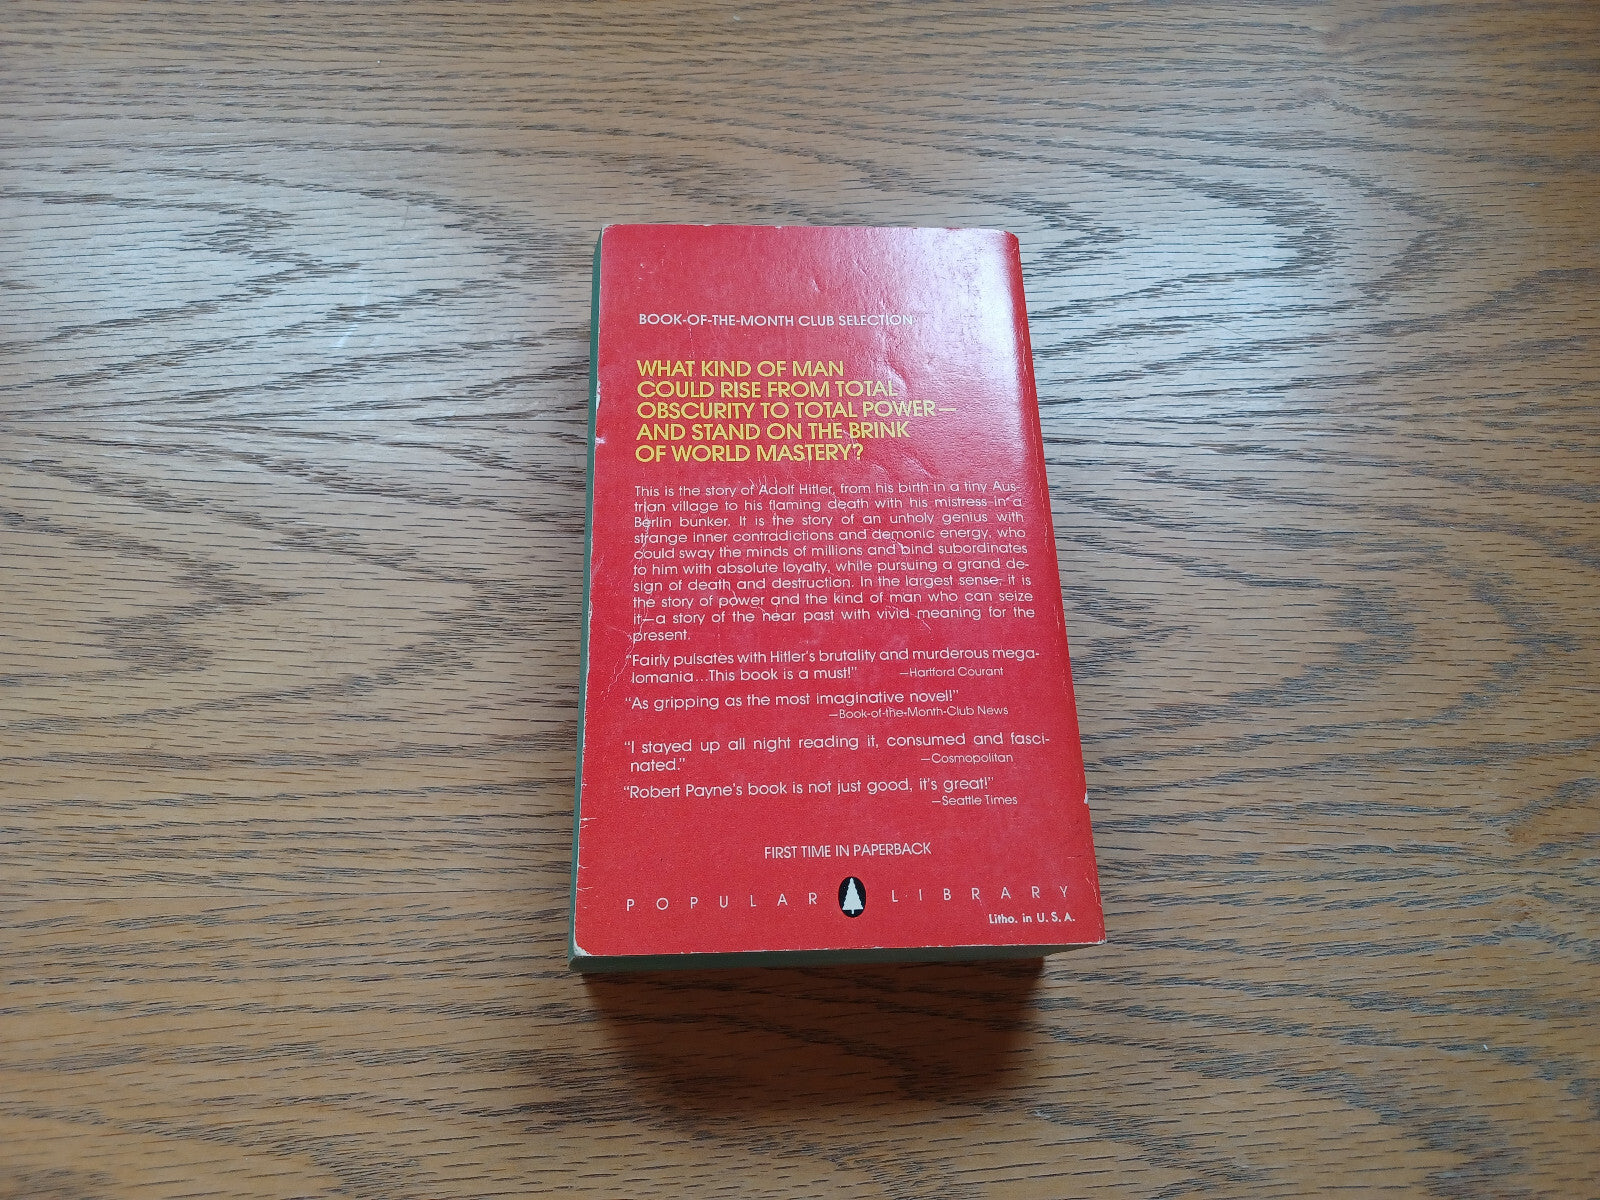 BOOK-OF-THE-MONTH CLUB SELECTION
WHAT KIND OF MAN
COULD RISE FROM TOTAL
OBSCURITY TO TOTAL POWER—
AND STAND ON THE BRINK
OF WORLD MASTERY?
This is the story of Adolf Hitler, from his birth in a tiny Aus-
trian village to his flaming death with his mistress in a
Berlin bunker. It is the story of an unholy genius with
strange inner contradictions and demonic energy, who
could sway the minds of millions and bind subordinates
to him with absolute loyalty, while pursuing a grand de-
sign of death and destruction. In the largest sense, it is
the story of power and the kind of man who can seize
it—a story of the near past with vivid meaning for the
present.
"Fairly pulsates with Hitler's brutality and murderous mega-
lomania...This book is a must!" —Hartford Courant
"As gripping as the most imaginative novel!"
—Book-of-the-Month-Club News
"I stayed up all night reading it, consumed and fasci-
nated." —Cosmopolitan
"Robert Payne's book is not just good, it's great!"
—Seattle Times
FIRST TIME IN PAPERBACK
POPULAR LIBRARY
Litho. in U. S. A.